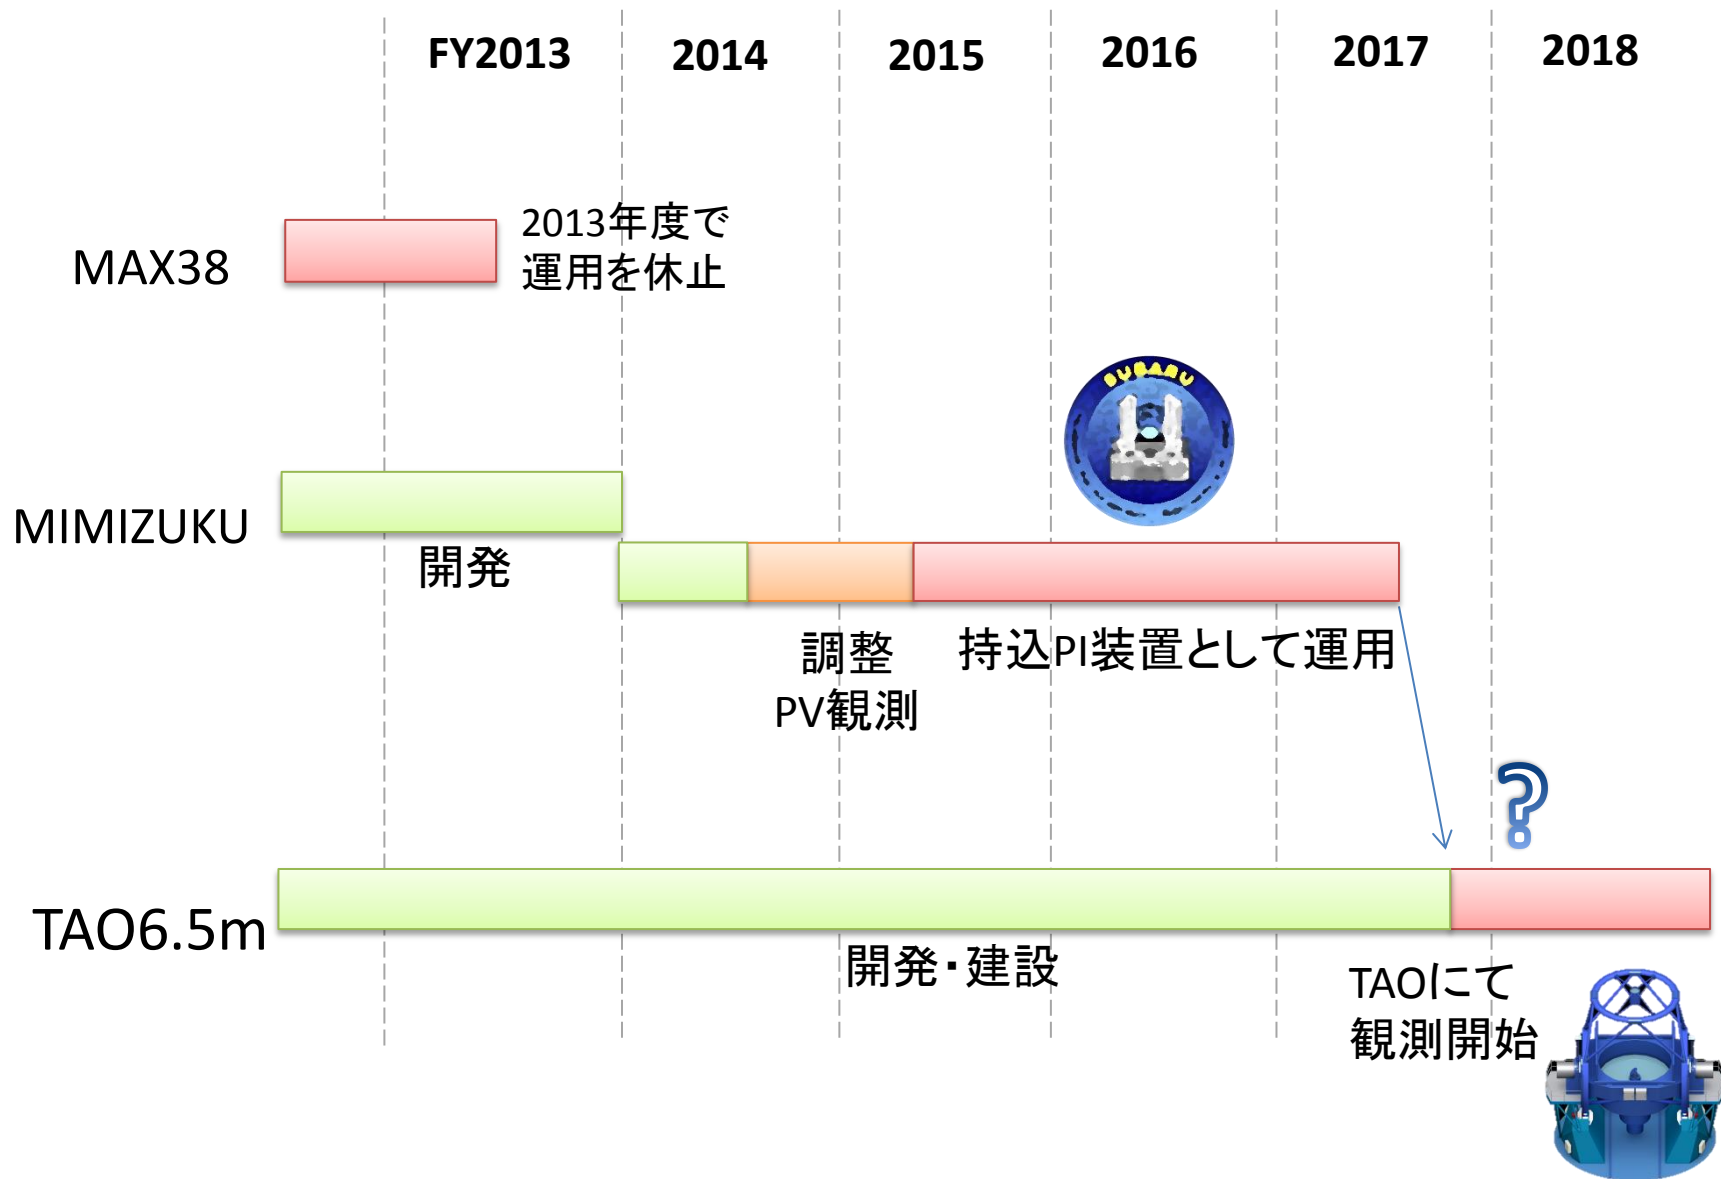 FY2013 2014 2015 2016 2017 2018
MAX38
2013年度で
運用を休止
SUBARU
MIMIZUKU
開発
調整
PV観測
持込PI装置として運用
?
TAO6.5m
開発・建設
TAOにて
観測開始